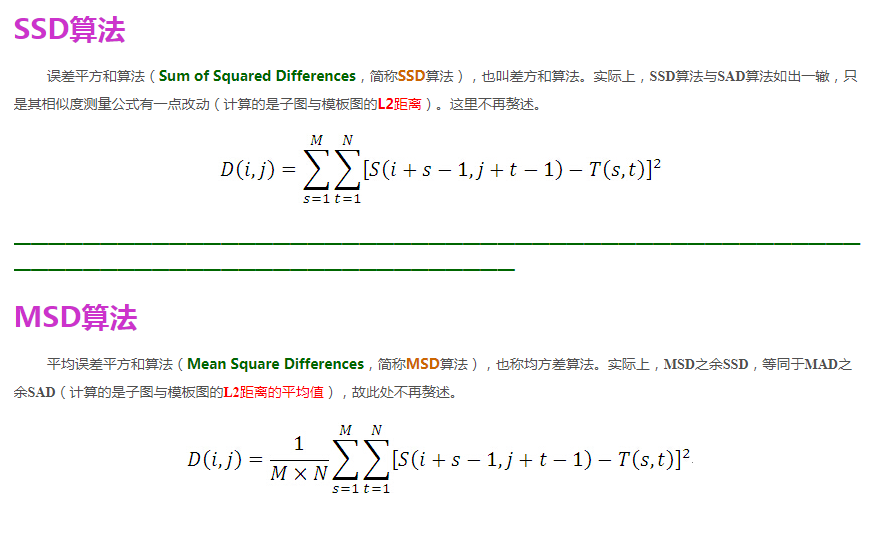 SSD算法
误差平方和算法（Sum of Squared Differences，简称SSD算法），也叫差方和算法。实际上，SSD算法与SAD算法如出一辙，只
是其相似度测量公式有一点改动（计算的是子图与模板图的L2距离）。这里不再赘述。
D(i,j) = ∑_{s=1}^{M} ∑_{t=1}^{N} [S(i + s − 1, j + t − 1) − T(s,t)]²
MSD算法
平均误差平方和算法（Mean Square Differences，简称MSD算法），也称均方差算法。实际上，MSD之余SSD，等同于MAD之
余SAD（计算的是子图与模板图的L2距离的平均值），故此处不再赘述。
D(i,j) = \frac{1}{M × N} ∑_{s=1}^{M} ∑_{t=1}^{N} [S(i + s − 1, j + t − 1) − T(s,t)]²